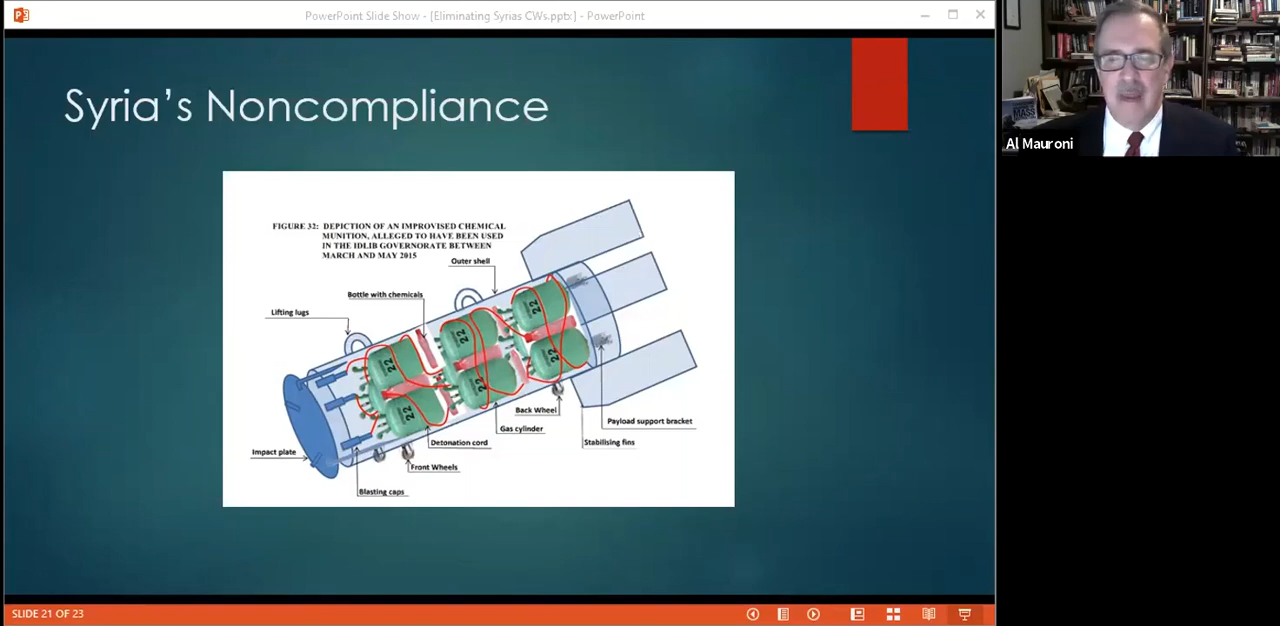 PowerPoint Slide Show - [Eliminating Syrias CWs.pptx] - PowerPoint
Syria's Noncompliance
FIGURE 32: DEPICTION OF AN IMPROVISED CHEMICAL
MUNITION, ALLEGED TO HAVE BEEN USED
IN THE IDLIB GOVERNORATE BETWEEN
MARCH AND MAY 2015
Outer shell
Bottle with chemicals
Lifting lugs
22
22
22
22
22
22
Back Wheel
Payload support bracket
Gas cylinder
Stabilising fins
Detonation cord
Impact plate
Front Wheels
Blasting caps
SLIDE 21 OF 23
MASS
Al Mauroni